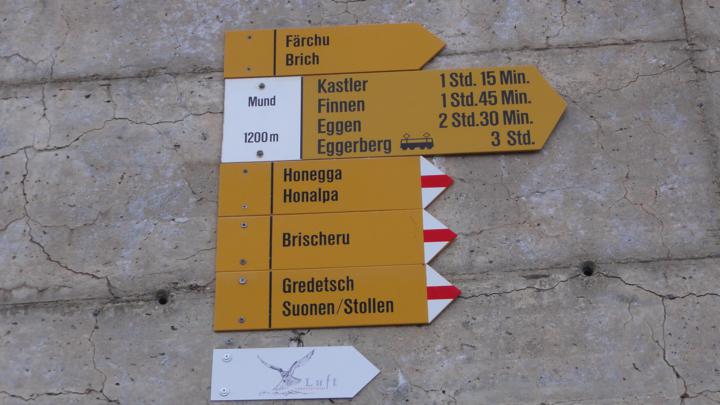 Färchu
Brich
Mund
1200 m
Kastler 1 Std. 15 Min.
Finnen 1 Std. 45 Min.
Eggen 2 Std. 30 Min.
Eggerberg 3 Std.
Honegga
Honalpa
Brischeru
Gredetsch
Suonen/Stollen
Luft